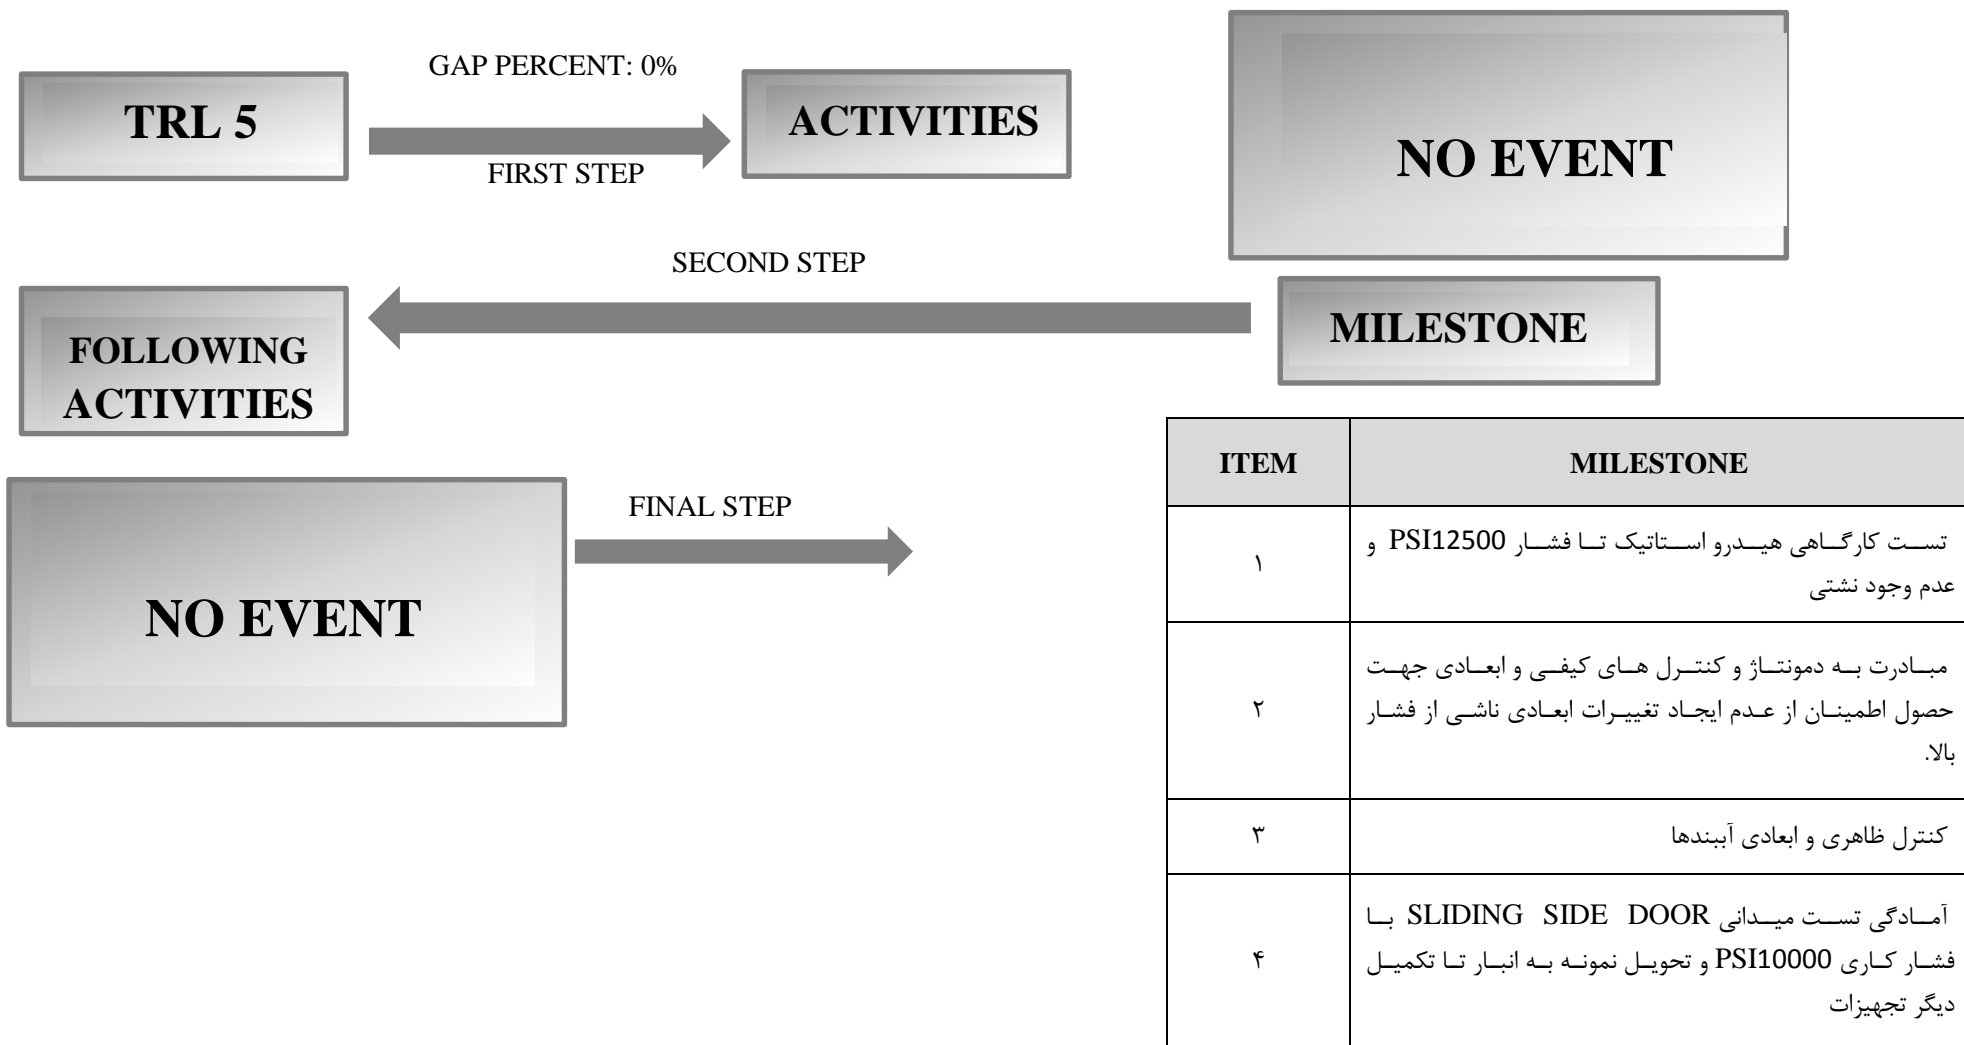 GAP PERCENT: 0%
TRL 5
FIRST STEP
ACTIVITIES
NO EVENT
SECOND STEP
FOLLOWING
ACTIVITIES
MILESTONE
NO EVENT
FINAL STEP
ITEM MILESTONE
۱
تست کارگاهی هیدرو استاتیک تا فشار PSI12500 و
عدم وجود نشتی
۲
مبادرت به دمونتاژ و کنترل های کیفی و ابعادی جهت
حصول اطمینان از عدم ایجاد تغییرات ابعادی ناشی از فشار
بالا.
۳
کنترل ظاهری و ابعادی آببندها
۴
آمادگی تست میدانی SLIDING SIDE DOOR با
فشار کاری PSI10000 و تحویل نمونه به انبار تا تکمیل
دیگر تجهیزات